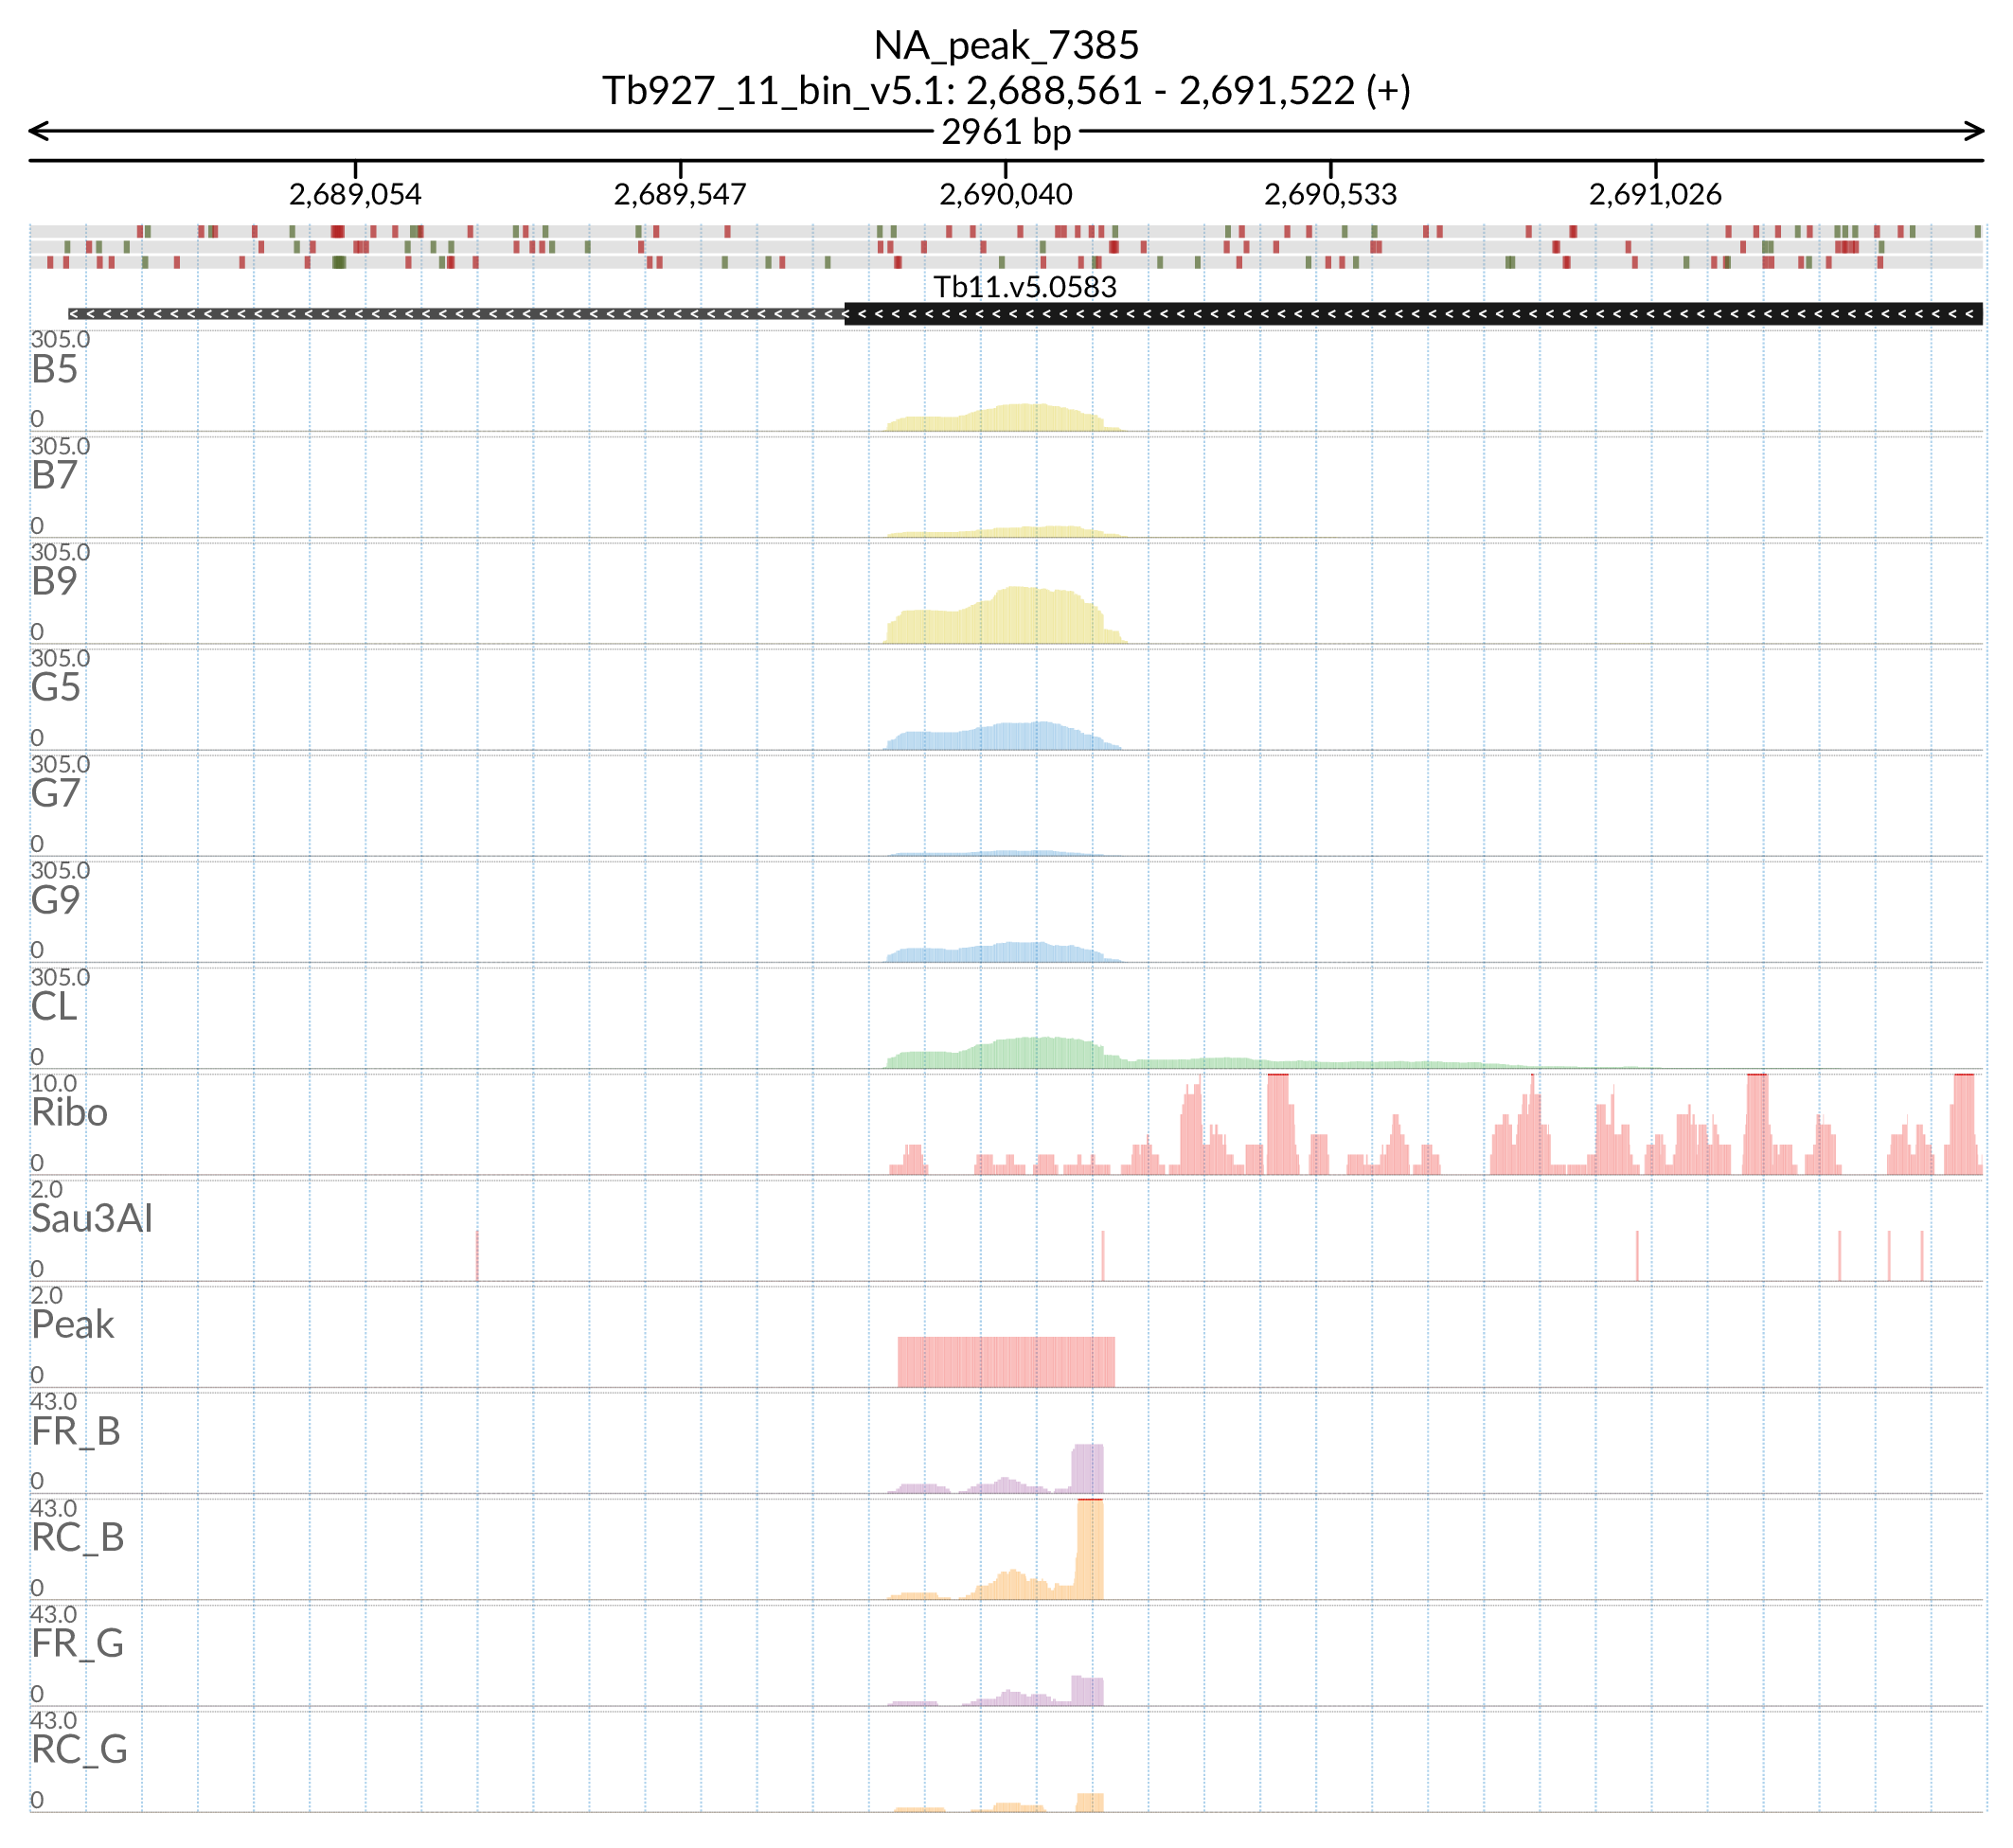 NA_peak_7385
Tb927_11_bin_v5.1: 2,688,561 - 2,691,522 (+)
2961 bp
2,689,054 2,689,547 2,690,040 2,690,533 2,691,026
Tb11.v5.0583
305.0
B5
0
305.0
B7
0
305.0
B9
0
305.0
G5
0
305.0
G7
0
305.0
G9
0
305.0
CL
0
10.0
Ribo
0
2.0
Sau3AI
0
2.0
Peak
0
43.0
FR_B
0
43.0
RC_B
0
43.0
FR_G
0
43.0
RC_G
0